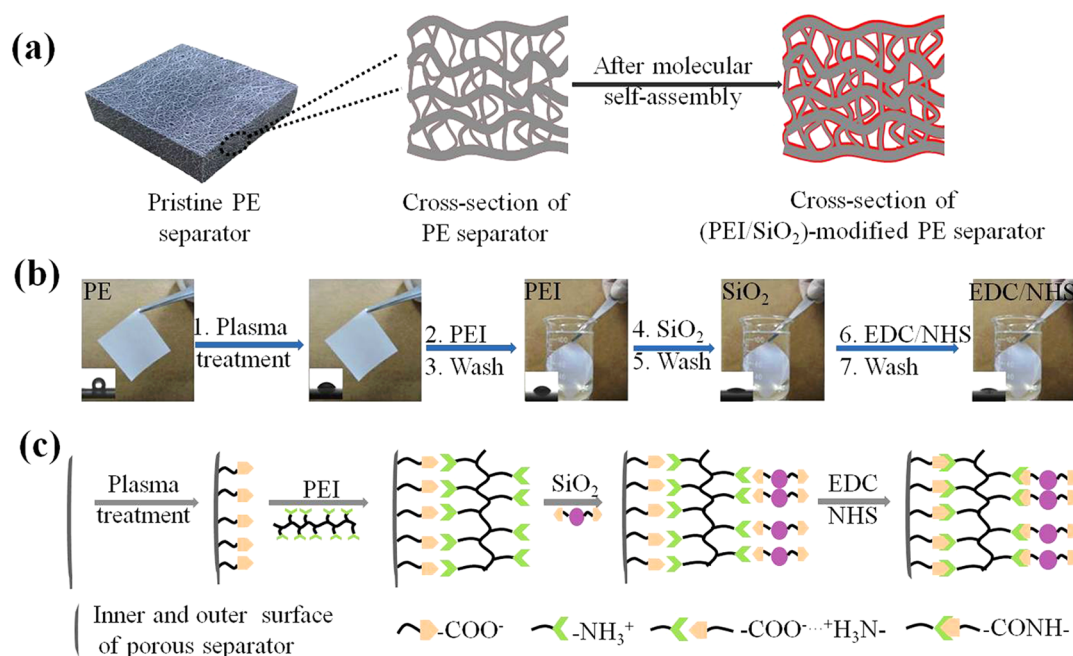 (a)
After molecular
self-assembly
Pristine PE
separator
Cross-section of
PE separator
Cross-section of
(PEI/SiO₂)-modified PE separator
(b)
PE
1. Plasma
treatment
2. PEI
3. Wash
PEI
4. SiO₂
5. Wash
SiO₂
6. EDC/NHS
7. Wash
EDC/NHS
(c)
Plasma
treatment
PEI
SiO₂
EDC
NHS
Inner and outer surface
of porous separator
-COO⁻
-NH₃⁺
-COO⁻···⁺H₃N-
-CONH-